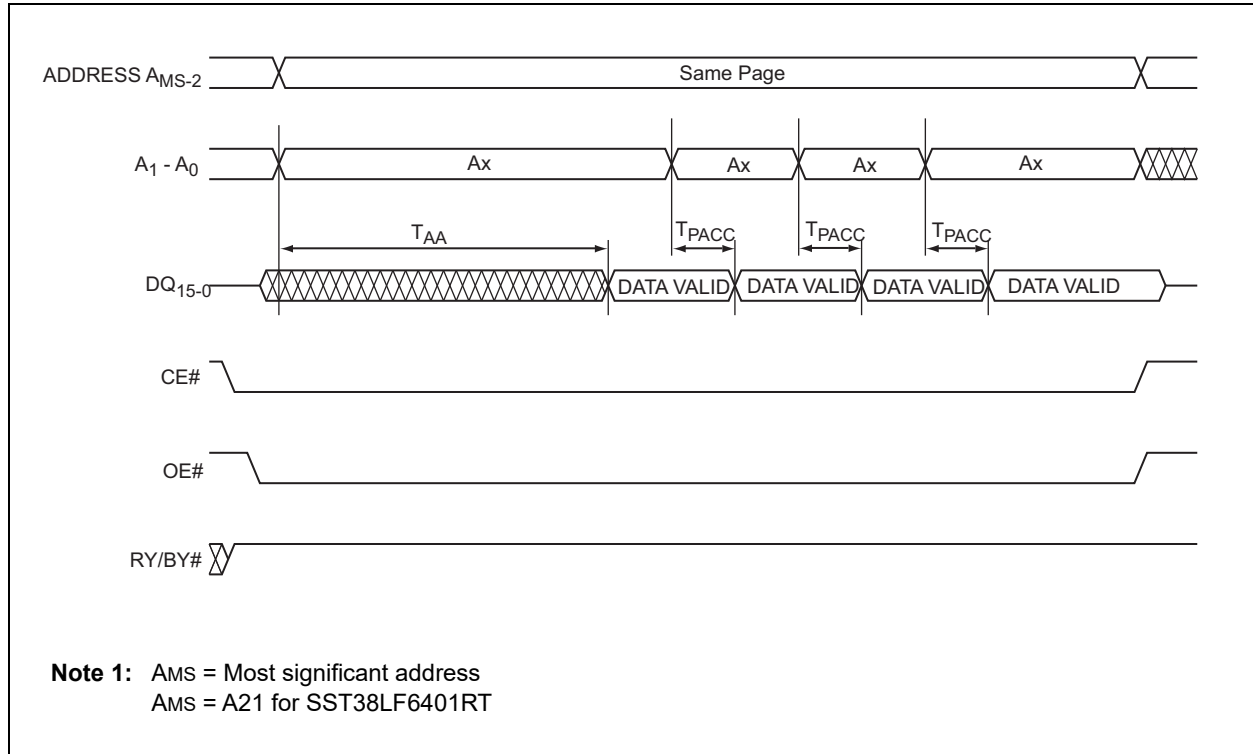 ADDRESS AMS-2
Same Page
A1 - A0
Ax
Ax
Ax
Ax
TAA
TPACC
TPACC
TPACC
DQ15-0
DATA VALID
DATA VALID
DATA VALID
DATA VALID
CE#
OE#
RY/BY#
Note 1: AMS = Most significant address
AMS = A21 for SST38LF6401RT